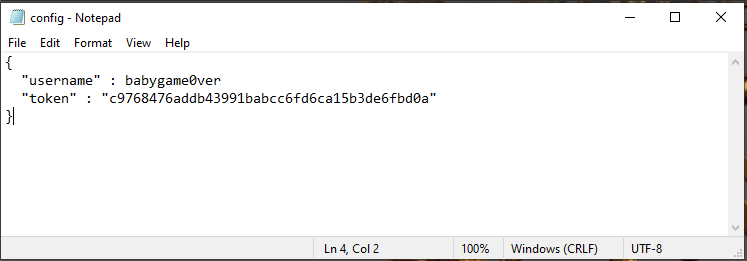 config - Notepad
File Edit Format View Help
{
  "username" : babygame0ver
  "token" : "c9768476addb43991babcc6fd6ca15b3de6fbd0a"
}
Ln 4, Col 2 100% Windows (CRLF) UTF-8